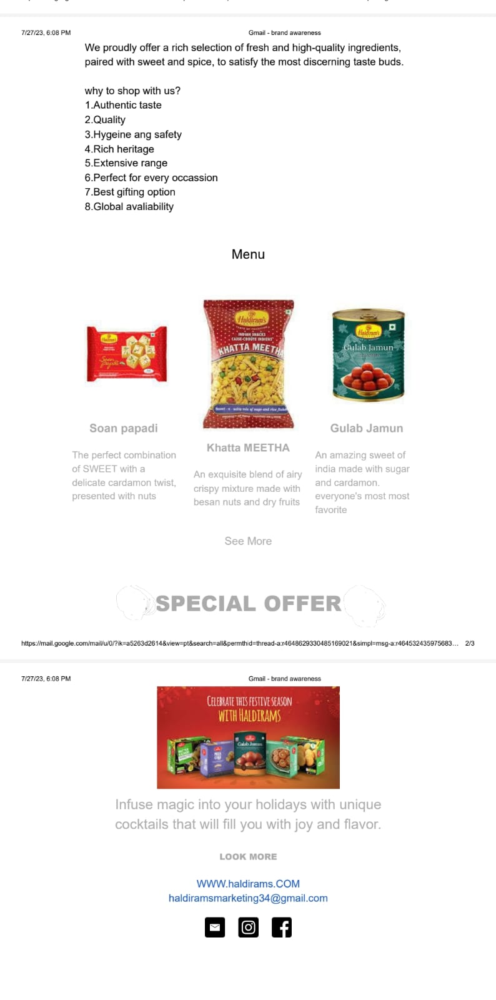 7/27/23, 6:08 PM
Gmail - brand awareness
We proudly offer a rich selection of fresh and high-quality ingredients,
paired with sweet and spice, to satisfy the most discerning taste buds.
why to shop with us?
1.Authentic taste
2.Quality
3.Hygeine ang safety
4.Rich heritage
5.Extensive range
6.Perfect for every occassion
7.Best gifting option
8.Global avaliability
Menu
Haldiram's
Soan papdi
Haldiram's
INDIAN SNACKS
CASSE-CROÛTE INDIENS
KHATTA MEETHA
Haldiram's
Gulab Jamun
Soan papadi
The perfect combination
of SWEET with a
delicate cardamon twist,
presented with nuts
Khatta MEETHA
An exquisite blend of airy
crispy mixture made with
besan nuts and dry fruits
Gulab Jamun
An amazing sweet of
india made with sugar
and cardamon.
everyone's most most
favorite
See More
SPECIAL OFFER
https://mail.google.com/mail/u/0/?ik=a5263d2614&view=pt&search=all&permthid=thread-a:r4648629330485169021&simpl=msg-a:r464532435975683… 2/3
7/27/23, 6:08 PM
Gmail - brand awareness
CELEBRATE THIS FESTIVE SEASON
WITH HALDIRAMS
Gulab Jamun
Infuse magic into your holidays with unique
cocktails that will fill you with joy and flavor.
LOOK MORE
WWW.haldirams.COM
haldiramsmarketing34@gmail.com